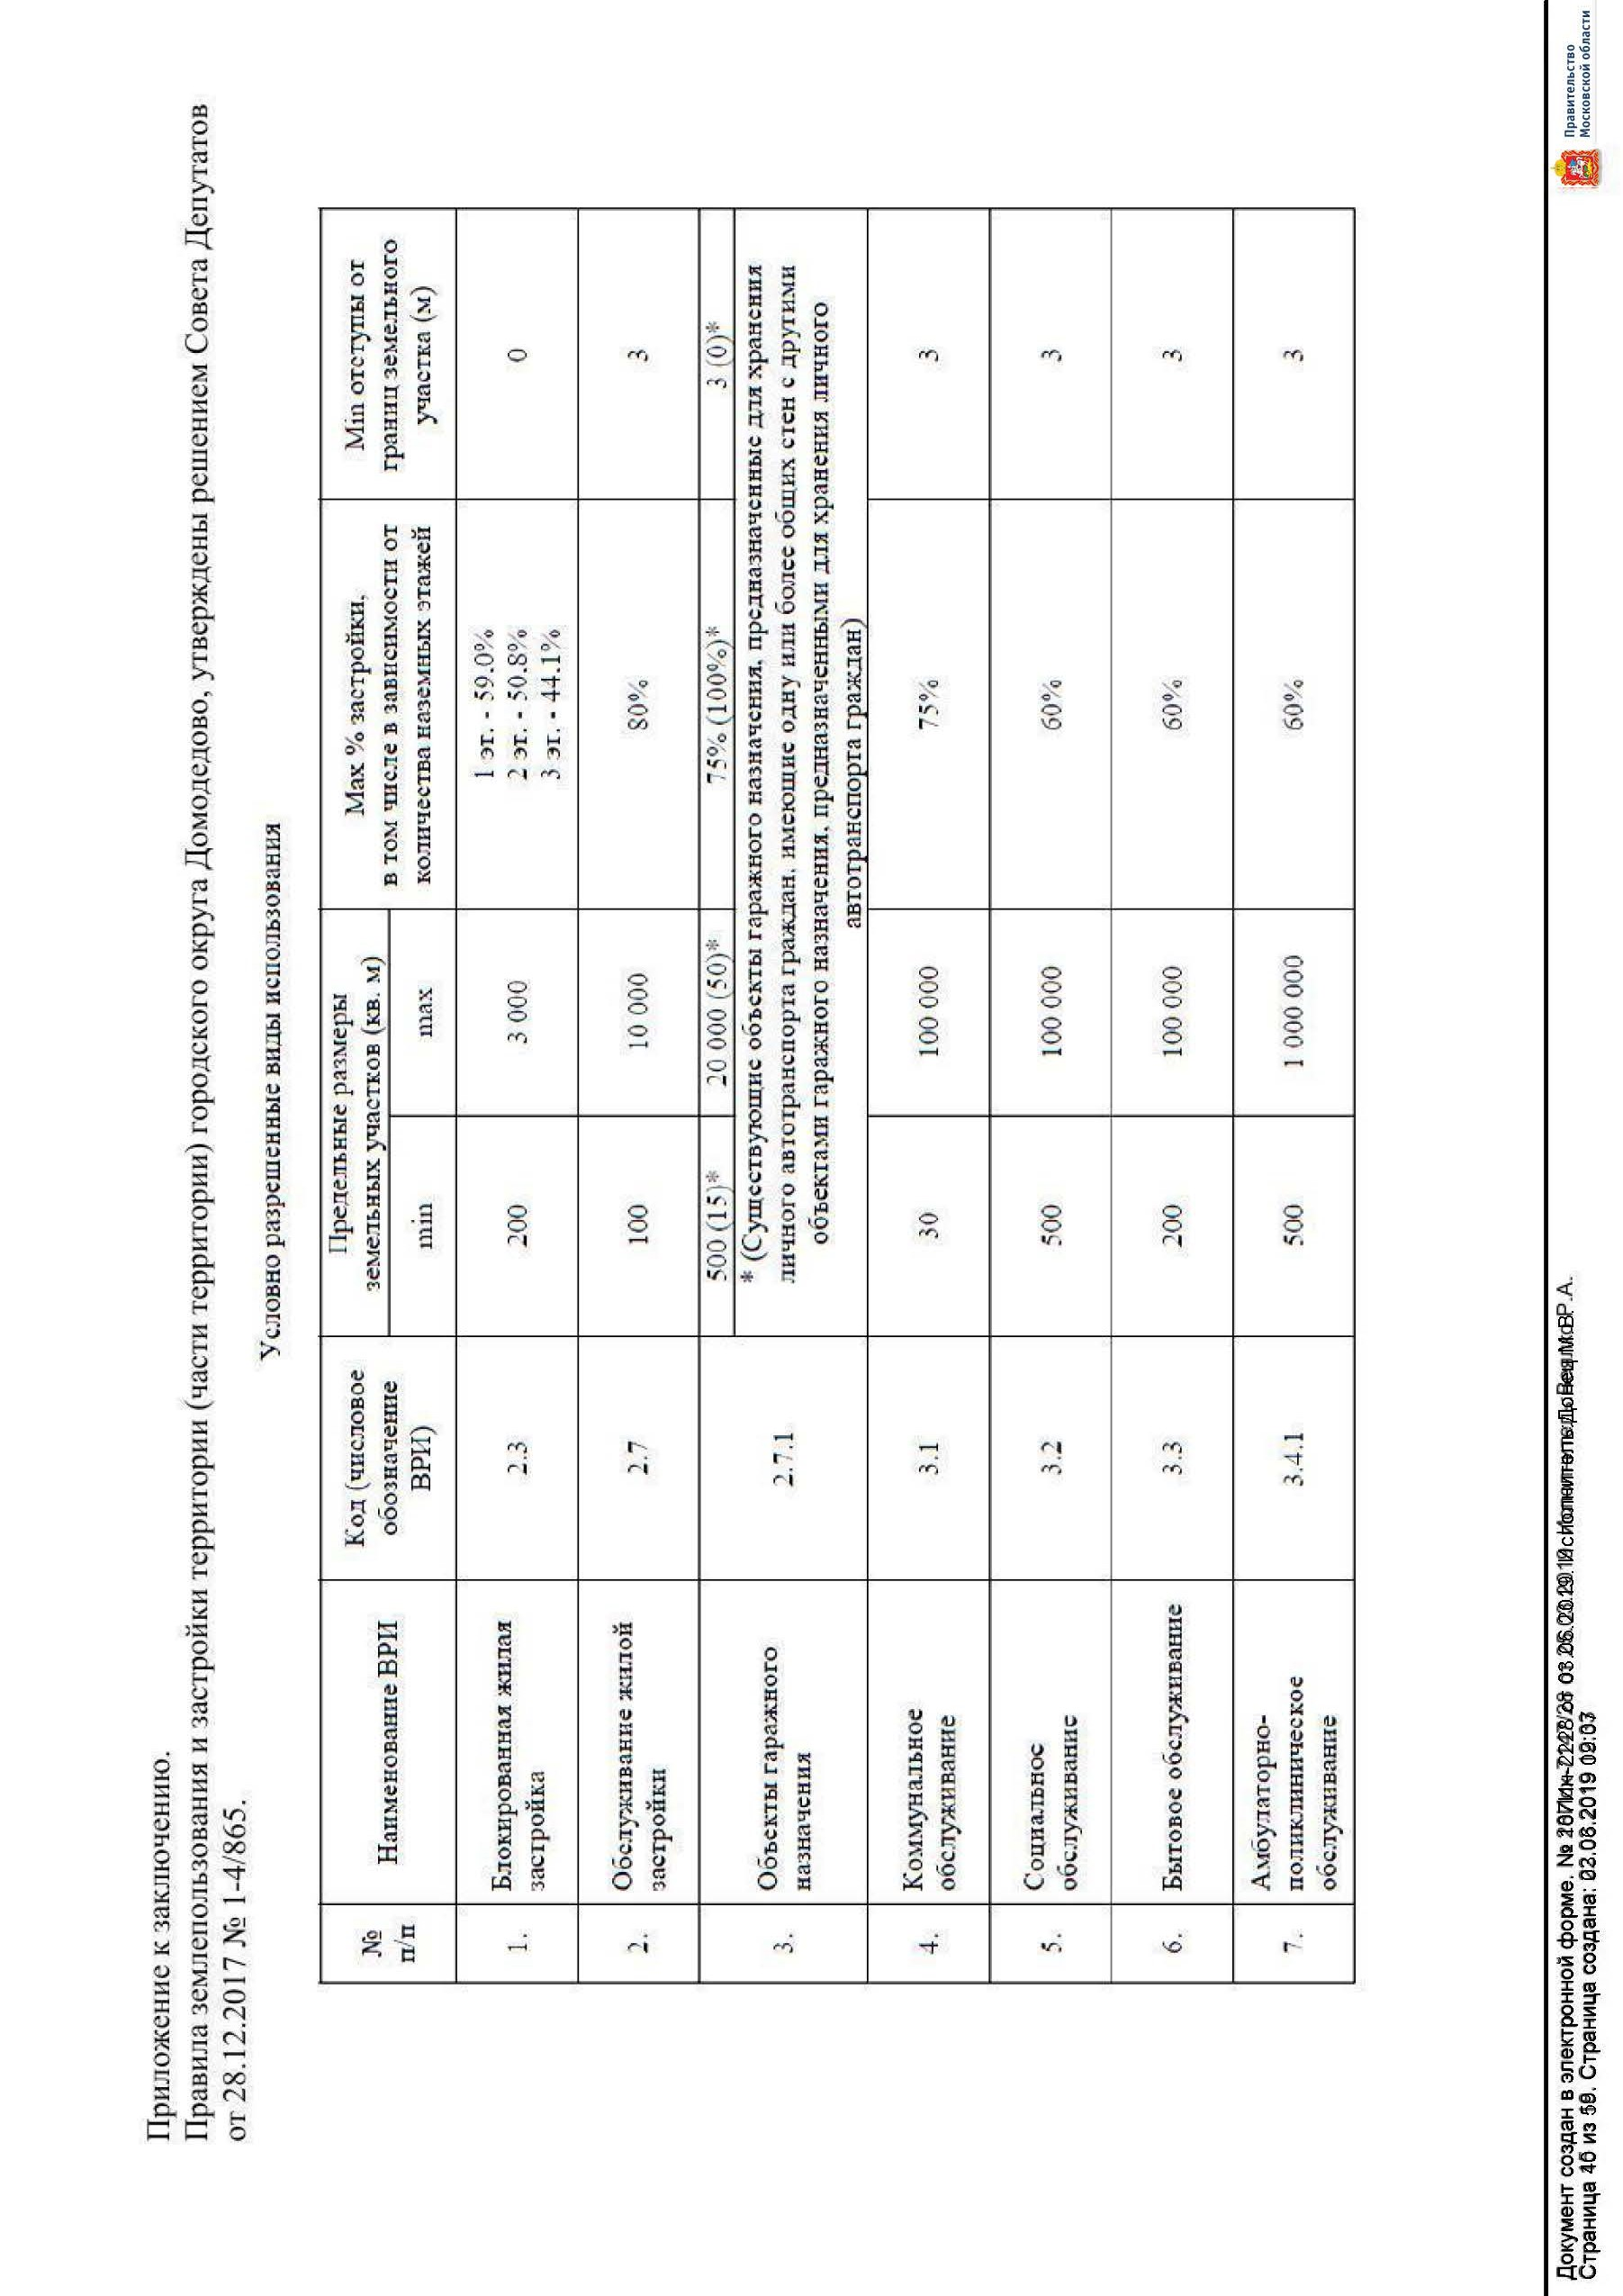 Приложение к заключению.
Правила землепользования и застройки территории (части территории) городского округа Домодедово, утверждены решением Совета Депутатов
от 28.12.2017 № 1-4/865.
Условно разрешенные виды использования
№ п/п
Наименование ВРИ
Код (числовое
обозначение
ВРИ)
Предельные размеры
земельных участков (кв. м)
min
max
Max % застройки,
в том числе в зависимости от
количества наземных этажей
Min отступы от
границ земельного
участка (м)
1.
Блокированная жилая
застройка
2.3
200
3 000
1 эт. - 59.0%
2 эт. - 50.8%
3 эт. - 44.1%
0
2.
Обслуживание жилой
застройки
2.7
100
10 000
80%
3
3.
Объекты гаражного
назначения
2.7.1
500 (15)*
20 000 (50)*
75% (100%)*
3 (0)*
* (Существующие объекты гаражного назначения, предназначенные для хранения
личного автотранспорта граждан, имеющие одну или более общих стен с другими
объектами гаражного назначения, предназначенными для хранения личного
автотранспорта граждан)
4.
Коммунальное
обслуживание
3.1
30
100 000
75%
3
5.
Социальное
обслуживание
3.2
500
100 000
60%
3
6.
Бытовое обслуживание
3.3
200
100 000
60%
3
7.
Амбулаторно-
поликлиническое
обслуживание
3.4.1
500
1 000 000
60%
3
Документ создан в электронной форме. №
Страница из Страница создана:
Правительство
Московской области